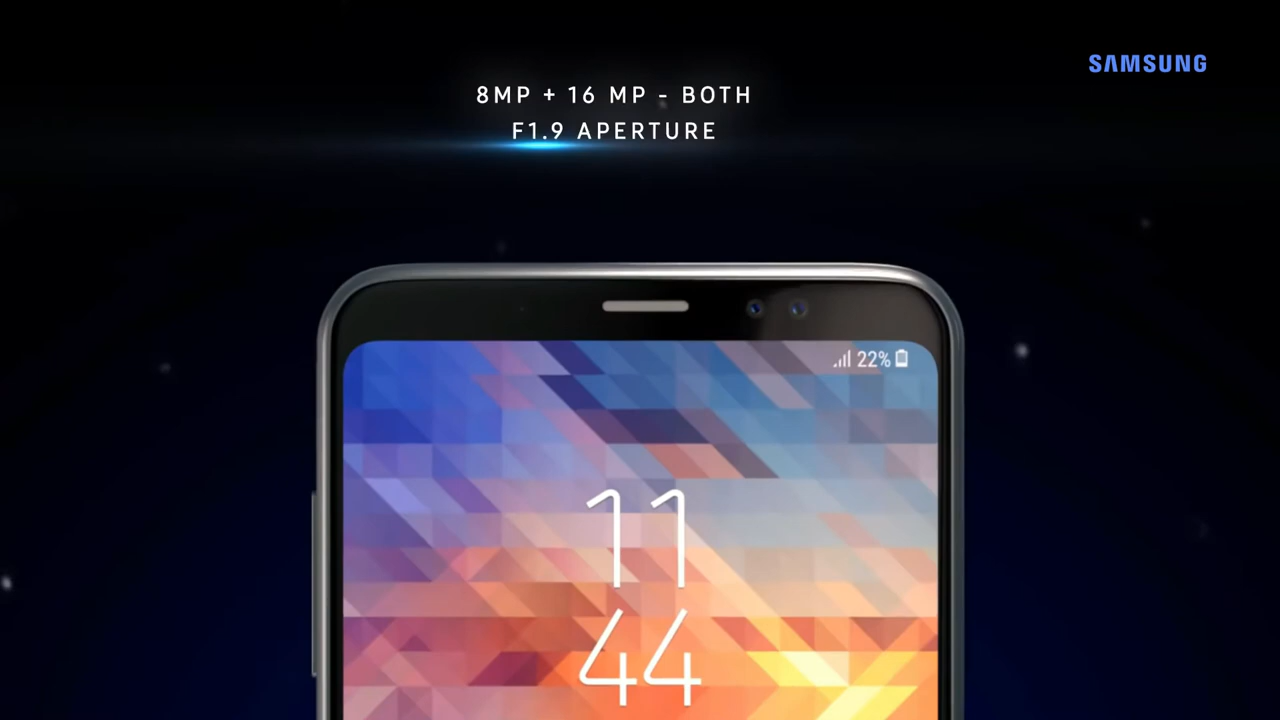 SAMSUNG
8MP + 16 MP - BOTH
F1.9 APERTURE
22%
11
44